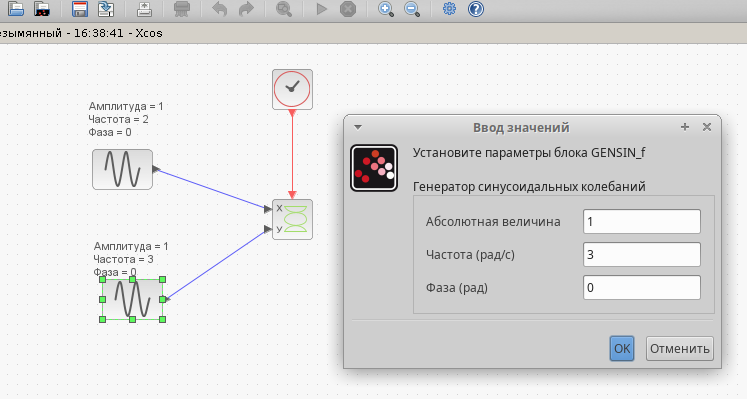 езымянный - 16:38:41 - Xcos
Амплитуда = 1
Частота = 2
Фаза = 0
X
y
Амплитуда = 1
Частота = 3
Фаза = 0
Ввод значений
Установите параметры блока GENSIN_f
Генератор синусоидальных колебаний
Абсолютная величина
1
Частота (рад/с)
3
Фаза (рад)
0
OK
Отменить